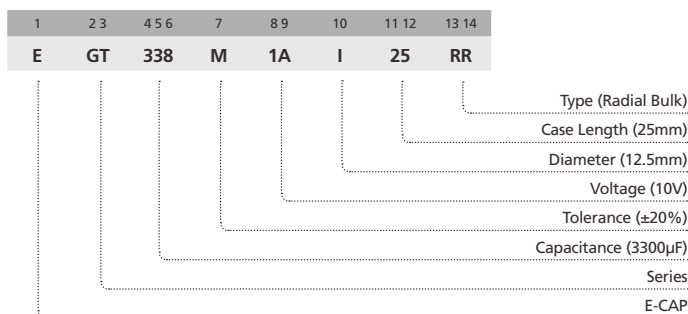 1 2 3 4 5 6 7 8 9 10 11 12 13 14
E GT 338 M 1A I 25 RR
Type (Radial Bulk)
Case Length (25mm)
Diameter (12.5mm)
Voltage (10V)
Tolerance (±20%)
Capacitance (3300µF)
Series
E-CAP